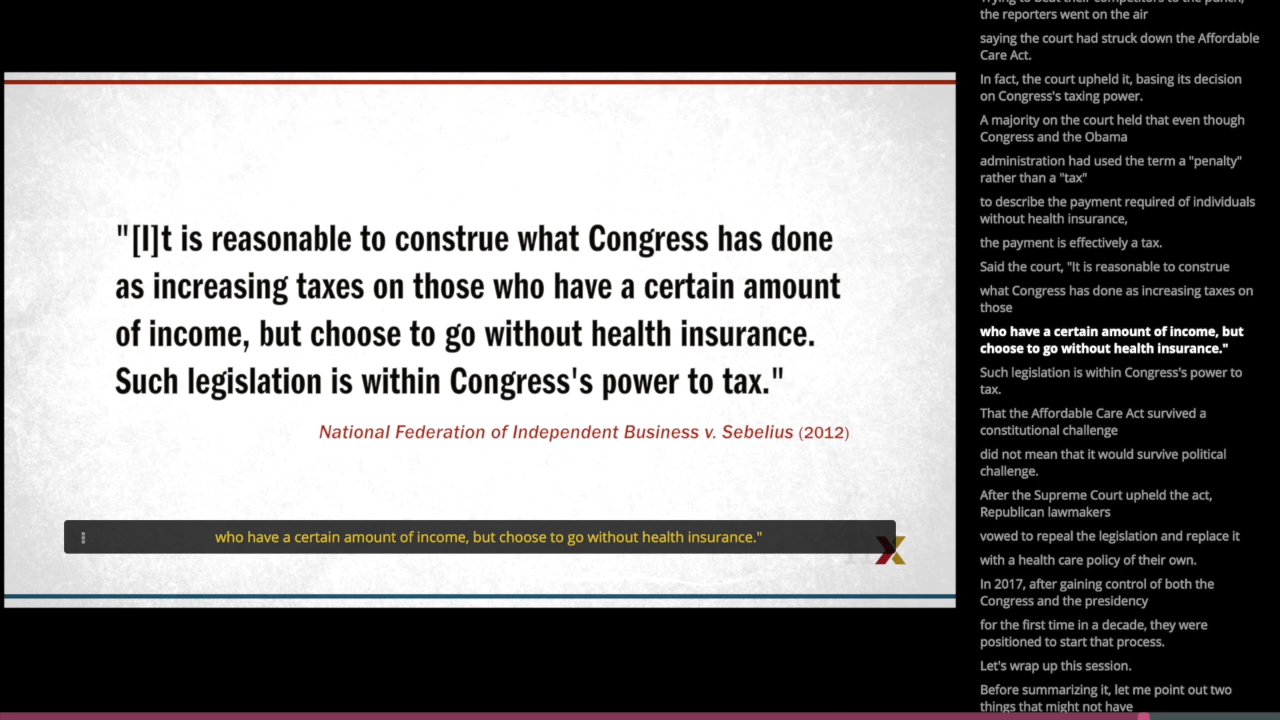 "[I]t is reasonable to construe what Congress has done
as increasing taxes on those who have a certain amount
of income, but choose to go without health insurance.
Such legislation is within Congress's power to tax."
National Federation of Independent Business v. Sebelius (2012)
who have a certain amount of income, but choose to go without health insurance."
X
Trying to beat their competitors to the punch,
the reporters went on the air
saying the court had struck down the Affordable
Care Act.
In fact, the court upheld it, basing its decision
on Congress's taxing power.
A majority on the court held that even though
Congress and the Obama
administration had used the term a "penalty"
rather than a "tax"
to describe the payment required of individuals
without health insurance,
the payment is effectively a tax.
Said the court, "It is reasonable to construe
what Congress has done as increasing taxes on
those
who have a certain amount of income, but
choose to go without health insurance."
Such legislation is within Congress's power to
tax.
That the Affordable Care Act survived a
constitutional challenge
did not mean that it would survive political
challenge.
After the Supreme Court upheld the act,
Republican lawmakers
vowed to repeal the legislation and replace it
with a health care policy of their own.
In 2017, after gaining control of both the
Congress and the presidency
for the first time in a decade, they were
positioned to start that process.
Let's wrap up this session.
Before summarizing it, let me point out two
things that might not have